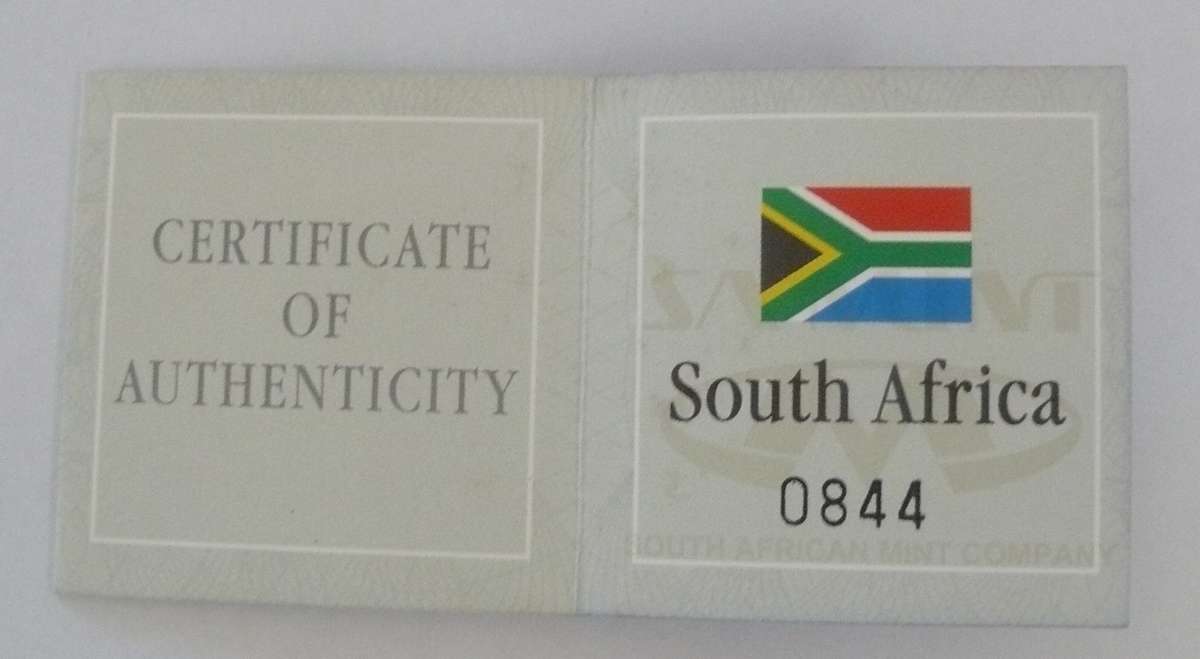 CERTIFICATE
OF
AUTHENTICITY
South Africa
0844
SOUTH AFRICAN MINT COMPANY